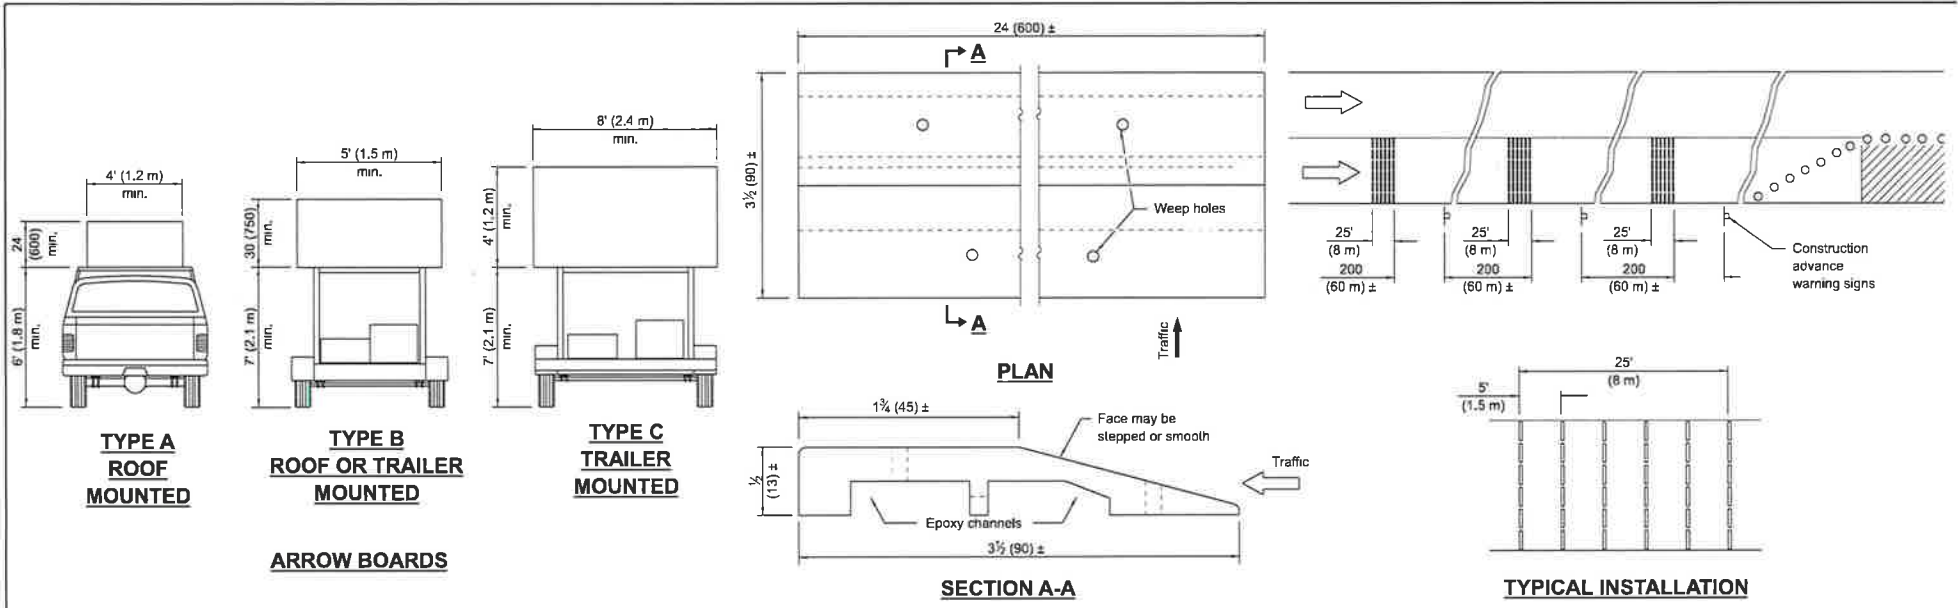 4' (1.2 m)
min.
24
(600)
min.
6' (1.8 m)
min.
TYPE A
ROOF
MOUNTED
5' (1.5 m)
min.
30 (750)
min.
7' (2.1 m)
min.
TYPE B
ROOF OR TRAILER
MOUNTED
8' (2.4 m)
min.
4' (1.2 m)
min.
7' (2.1 m)
min.
TYPE C
TRAILER
MOUNTED
ARROW BOARDS
24 (600) ±
A
3½ (90) ±
Weep holes
A
Traffic
PLAN
1¾ (45) ±
Face may be
stepped or smooth
½
(13) ±
Traffic
Epoxy channels
3½ (90) ±
SECTION A-A
25'
(8 m)
200
(60 m) ±
25'
(8 m)
200
(60 m) ±
25'
(8 m)
200
(60 m) ±
Construction
advance
warning signs
25'
(8 m)
5'
(1.5 m)
TYPICAL INSTALLATION